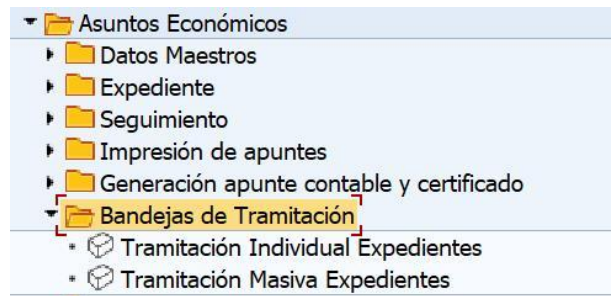 Asuntos Económicos
Datos Maestros
Expediente
Seguimiento
Impresión de apuntes
Generación apunte contable y certificado
Bandejas de Tramitación
Tramitación Individual Expedientes
Tramitación Masiva Expedientes